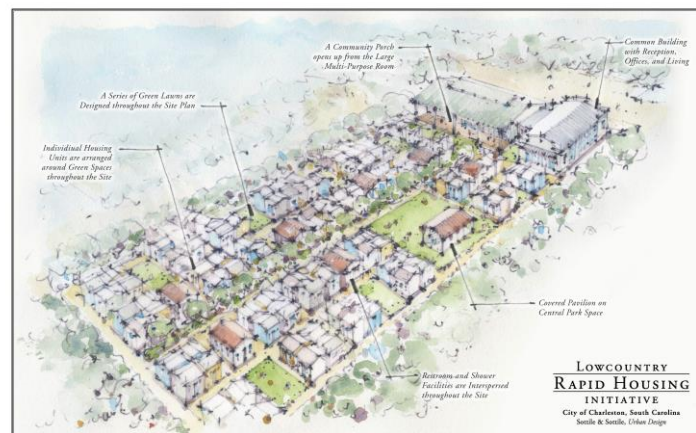 A Community Porch
opens up from the Large
Multi-Purpose Room
Common Building
with Reception,
Offices, and Living
A Series of Green Lawns are
Designed throughout the Site Plan
Individual Housing
Units are arranged
around Green Spaces
throughout the Site
Covered Pavilion on
Central Park Space
Restroom and Shower
Facilities are Interspersed
throughout the Site
LOWCOUNTRY
RAPID HOUSING
INITIATIVE
City of Charleston, South Carolina
Sottile & Sottile, Urban Design